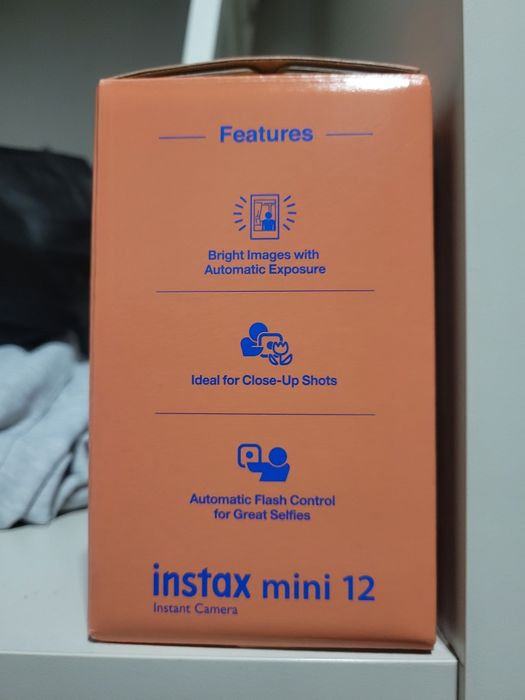 Features
Bright Images with
Automatic Exposure
Ideal for Close-Up Shots
Automatic Flash Control
for Great Selfies
instax mini 12
Instant Camera